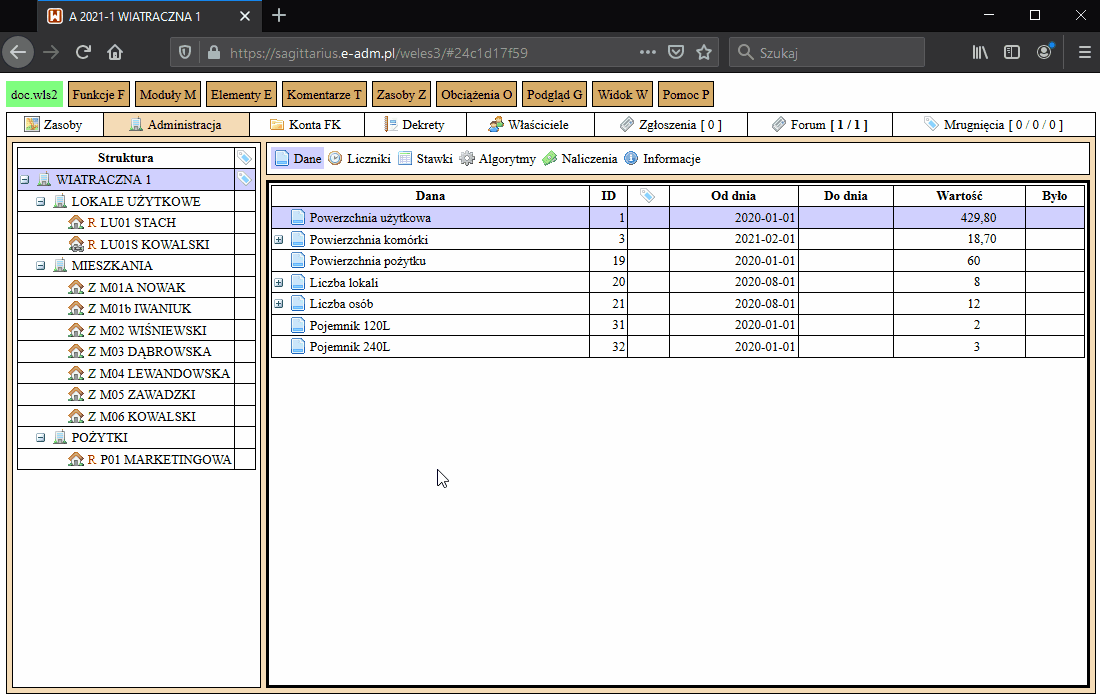 A 2021-1 WIATRACZNA 1
https://sagittarius.e-adm.pl/weles3/#24c1d17f59
Szukaj
doc.wls2 Funkcje F Moduły M Elementy E Komentarze T Zasoby Z Obciążenia O Podgląd G Widok W Pomoc P
Zasoby Administracja Konta FK Dekrety Właściciele Zgłoszenia [ 0 ] Forum [ 1 / 1 ] Mrugnięcia [ 0 / 0 / 0 ]
Struktura
WIATRACZNA 1
LOKALE UŻYTKOWE
R LU01 STACH
R LU01S KOWALSKI
MIESZKANIA
Z M01A NOWAK
Z M01b IWANIUK
Z M02 WIŚNIEWSKI
Z M03 DĄBROWSKA
Z M04 LEWANDOWSKA
Z M05 ZAWADZKI
Z M06 KOWALSKI
POŻYTKI
R P01 MARKETINGOWA
Dane Liczniki Stawki Algorytmy Naliczenia Informacje
Dana ID Od dnia Do dnia Wartość Było
Powerzchnia użytkowa 1 2020-01-01 429,80
Powierzchnia komórki 3 2021-02-01 18,70
Powierzchnia pożytku 19 2020-01-01 60
Liczba lokali 20 2020-08-01 8
Liczba osób 21 2020-08-01 12
Pojemnik 120L 31 2020-01-01 2
Pojemnik 240L 32 2020-01-01 3